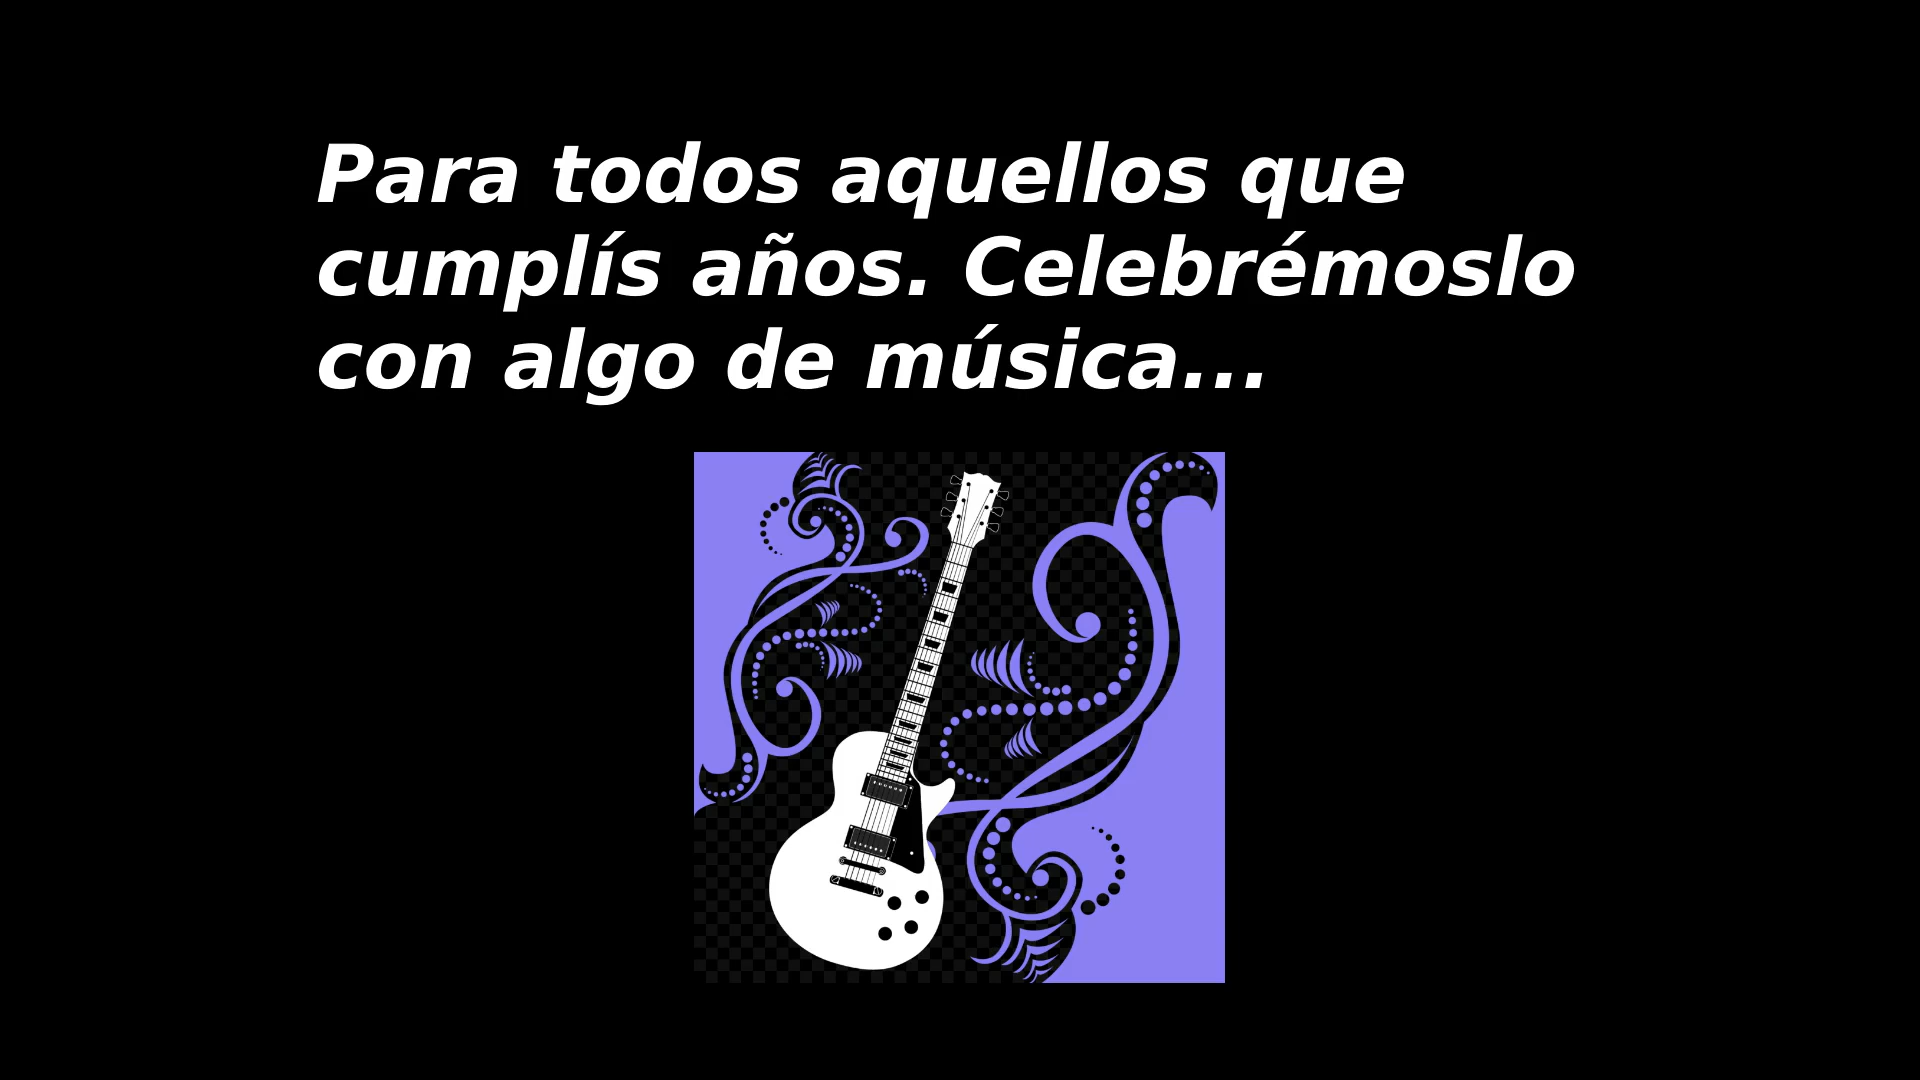 Para todos aquellos que
cumplís años. Celebrémoslo
con algo de música...